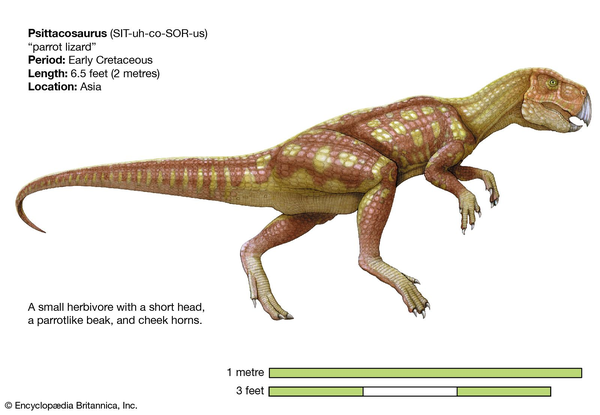 Psittacosaurus (SIT-uh-co-SOR-us)
“parrot lizard”
Period: Early Cretaceous
Length: 6.5 feet (2 metres)
Location: Asia
A small herbivore with a short head,
a parrotlike beak, and cheek horns.
1 metre
3 feet
© Encyclopædia Britannica, Inc.